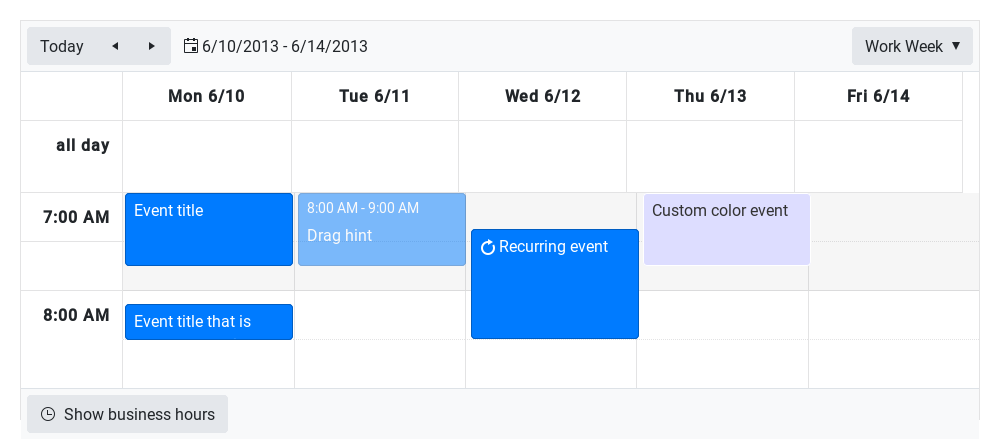 Today 6/10/2013 - 6/14/2013 Work Week
Mon 6/10 Tue 6/11 Wed 6/12 Thu 6/13 Fri 6/14
all day
7:00 AM
Event title
8:00 AM - 9:00 AM
Drag hint
Recurring event
Custom color event
8:00 AM
Event title that is
Show business hours